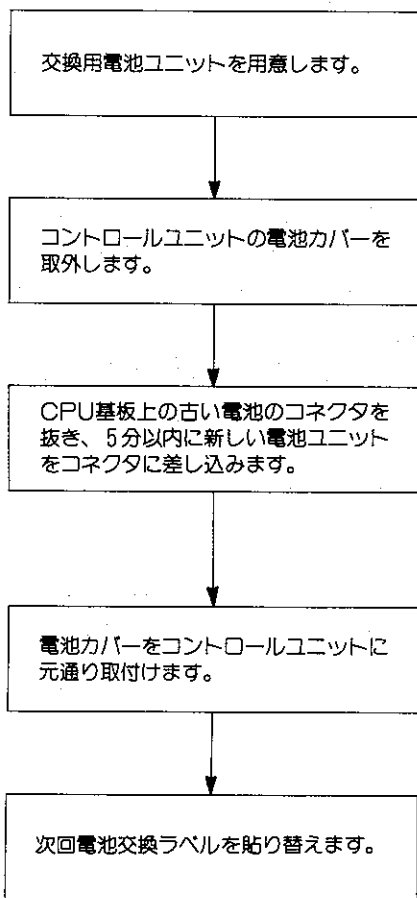 交換用電池ユニットを用意します。
コントロールユニットの電池カバーを
取外します。
CPU基板上の古い電池のコネクタを
抜き、5分以内に新しい電池ユニット
をコネクタに差し込みます。
電池カバーをコントロールユニットに
元通り取付けます。
次回電池交換ラベルを貼り替えます。